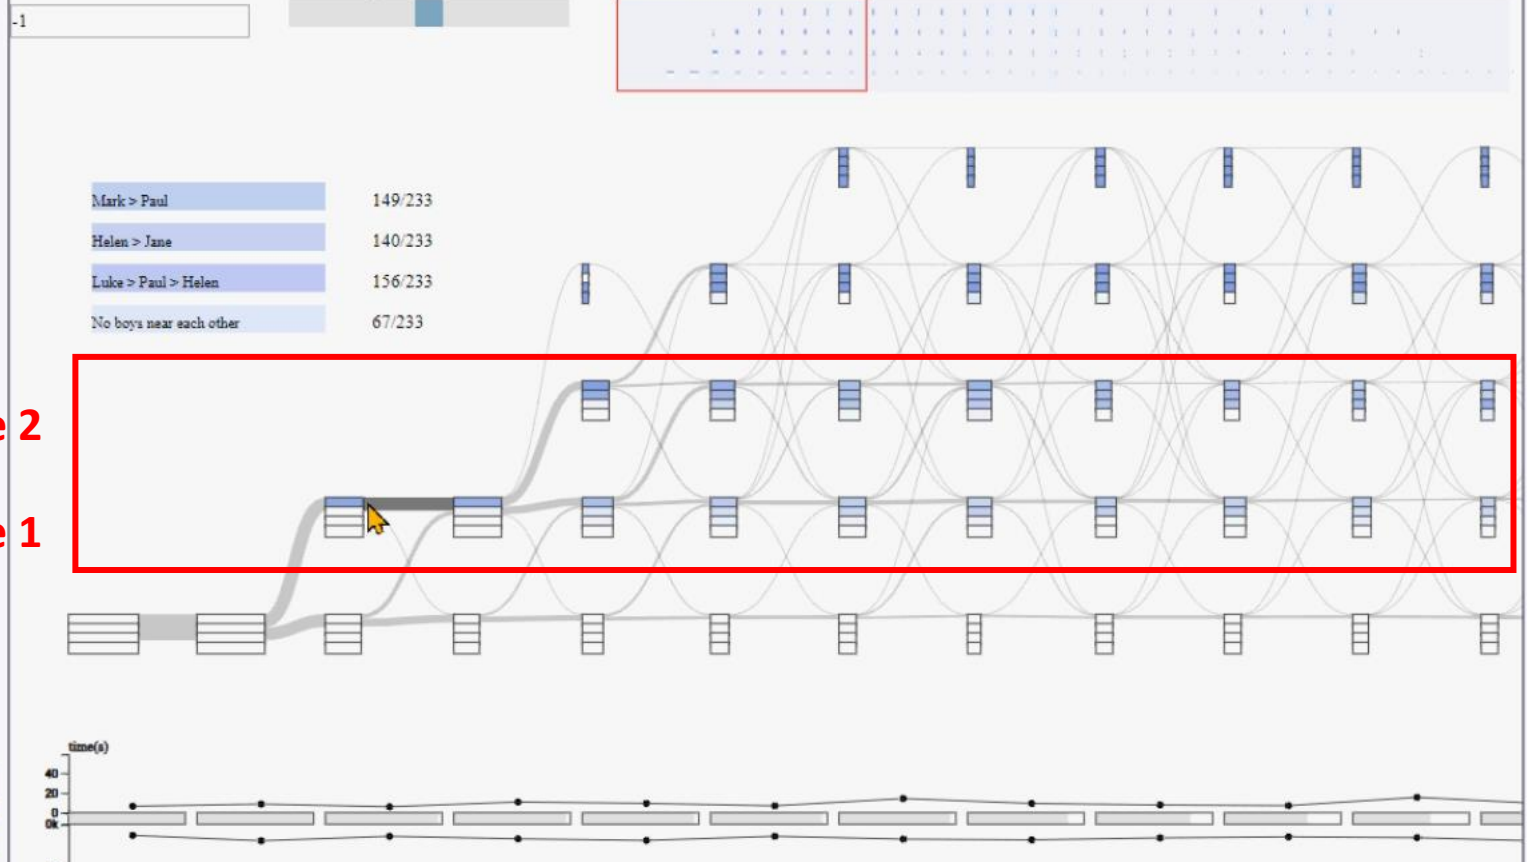 -1
Mark > Paul 149/233
Helen > Jane 140/233
Luke > Paul > Helen 156/233
No boys near each other 67/233
e 2
e 1
time(s)
40
20
0
0k